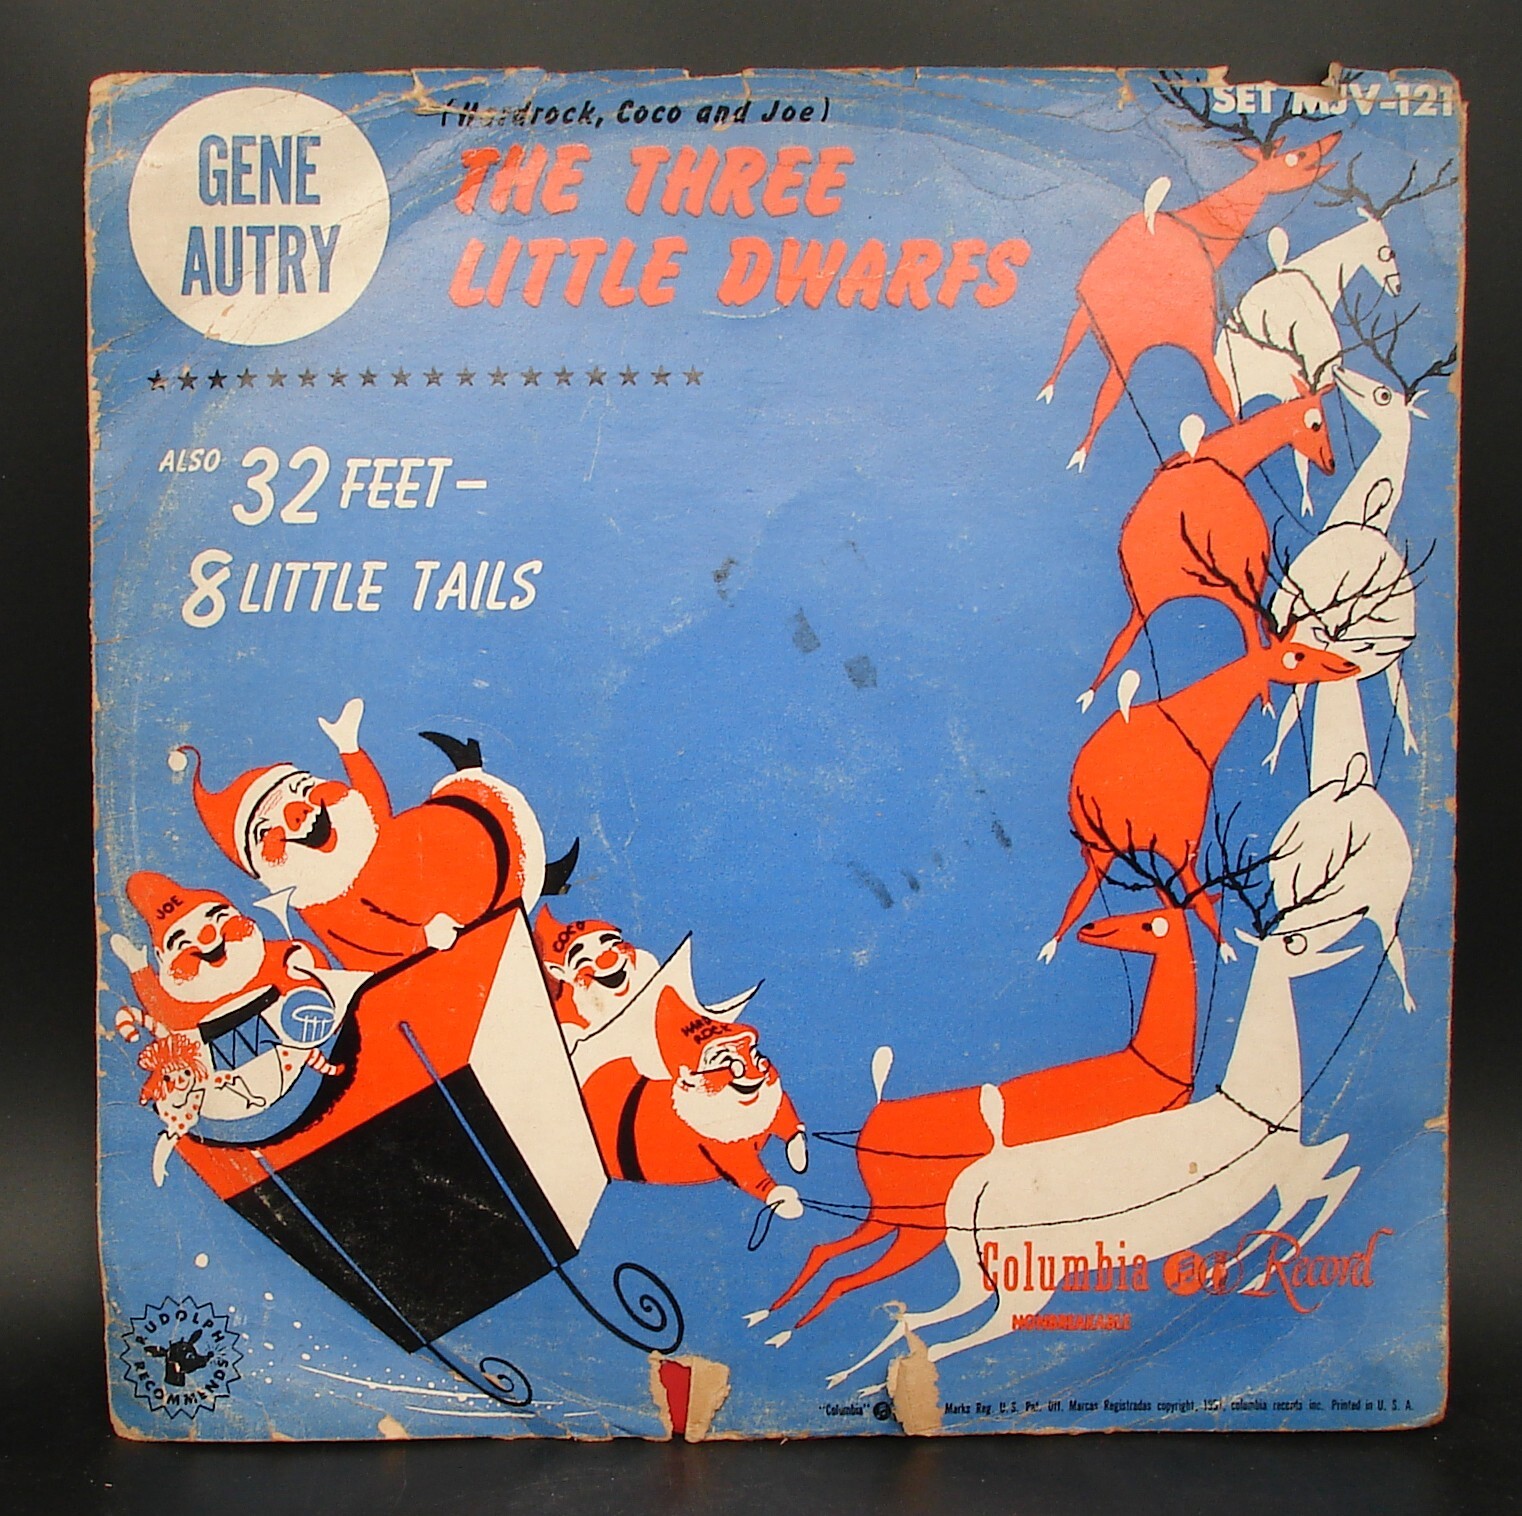 GENE
AUTRY
(Hardrock, Coco and Joe)
SET MJV-121
THE THREE
LITTLE DWARFS
ALSO 32 FEET-
8 LITTLE TAILS
JOE
COCO
HARD
ROCK
Columbia Record
NONBREAKABLE
RUDOLPH RECOMMENDS
"Columbia" Marks Reg. U. S. Pat. Off. Marcas Registradas copyright, 1951, columbia records inc. Printed in U. S. A.